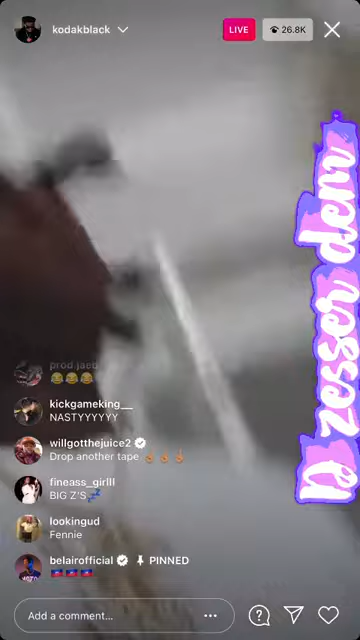 kodakblack
LIVE
26.8K
prod.jaeb
😂😂😂
kickgameking__
NASTYYYYYY
willgotthejuice2
Drop another tape
fineass_girlll
BIG Z'S💤
lookingud
Fennie
belairofficial PINNED
🇭🇹🇭🇹🇭🇹
Add a comment...
D zesser dem